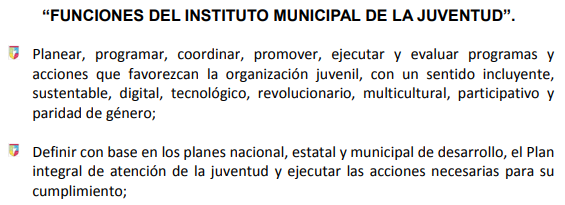 “FUNCIONES DEL INSTITUTO MUNICIPAL DE LA JUVENTUD”.
Planear, programar, coordinar, promover, ejecutar y evaluar programas y
acciones que favorezcan la organización juvenil, con un sentido incluyente,
sustentable, digital, tecnológico, revolucionario, multicultural, participativo y
paridad de género;
Definir con base en los planes nacional, estatal y municipal de desarrollo, el Plan
integral de atención de la juventud y ejecutar las acciones necesarias para su
cumplimiento;